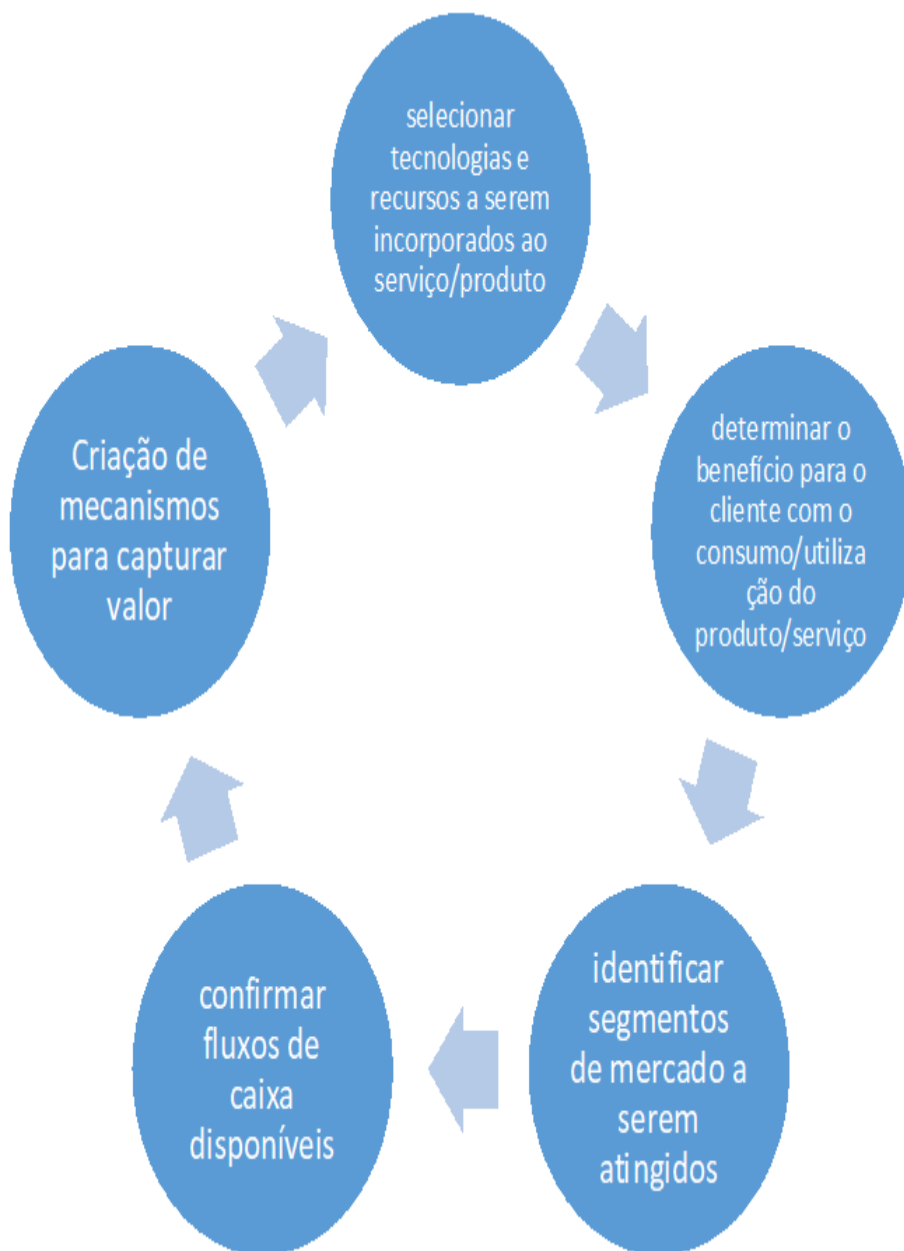 selecionar
tecnologias e
recursos a serem
incorporados ao
serviço/produto
determinar o
benefício para o
cliente com o
consumo/utiliza
ção do
produto/serviço
identificar
segmentos
de mercado a
serem
atingidos
confirmar
fluxos de
caixa
disponíveis
Criação de
mecanismos
para capturar
valor